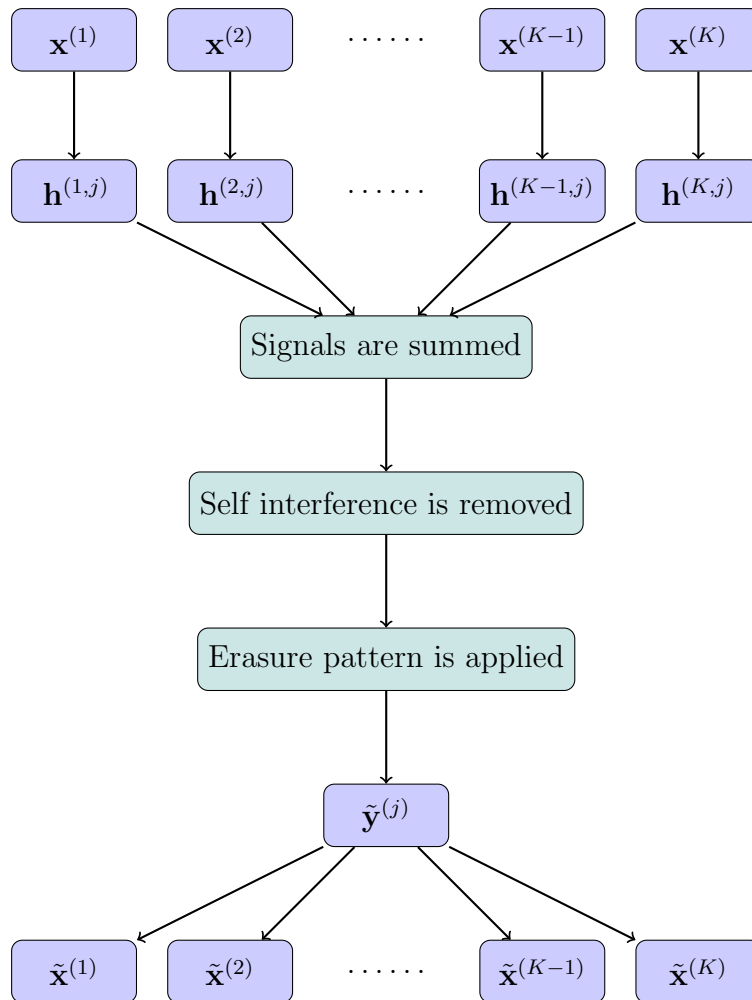 𝐱^(1) 𝐱^(2) ...... 𝐱^(K−1) 𝐱^(K)
𝐡^(1,j) 𝐡^(2,j) ...... 𝐡^(K−1,j) 𝐡^(K,j)
Signals are summed
Self interference is removed
Erasure pattern is applied
𝐲̃^(j)
𝐱̃^(1) 𝐱̃^(2) ...... 𝐱̃^(K−1) 𝐱̃^(K)